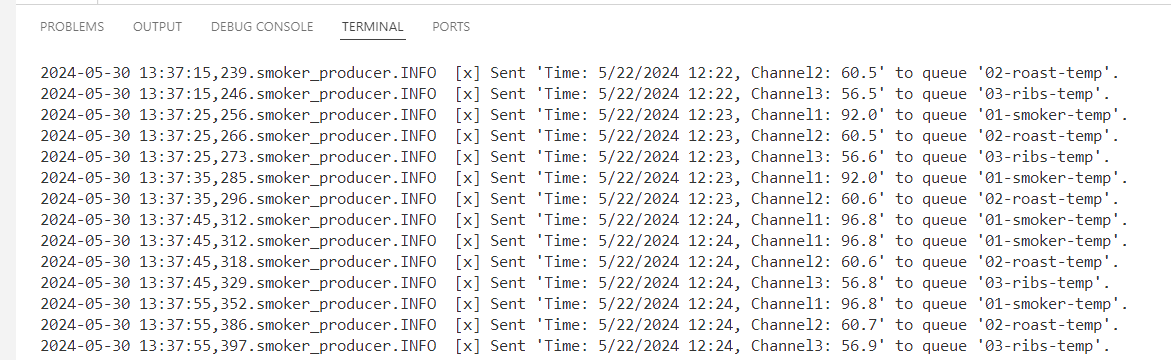 PROBLEMS OUTPUT DEBUG CONSOLE TERMINAL PORTS
2024-05-30 13:37:15,239.smoker_producer.INFO [x] Sent 'Time: 5/22/2024 12:22, Channel2: 60.5' to queue '02-roast-temp'.
2024-05-30 13:37:15,246.smoker_producer.INFO [x] Sent 'Time: 5/22/2024 12:22, Channel3: 56.5' to queue '03-ribs-temp'.
2024-05-30 13:37:25,256.smoker_producer.INFO [x] Sent 'Time: 5/22/2024 12:23, Channel1: 92.0' to queue '01-smoker-temp'.
2024-05-30 13:37:25,266.smoker_producer.INFO [x] Sent 'Time: 5/22/2024 12:23, Channel2: 60.5' to queue '02-roast-temp'.
2024-05-30 13:37:25,273.smoker_producer.INFO [x] Sent 'Time: 5/22/2024 12:23, Channel3: 56.6' to queue '03-ribs-temp'.
2024-05-30 13:37:35,285.smoker_producer.INFO [x] Sent 'Time: 5/22/2024 12:23, Channel1: 92.0' to queue '01-smoker-temp'.
2024-05-30 13:37:35,296.smoker_producer.INFO [x] Sent 'Time: 5/22/2024 12:23, Channel2: 60.6' to queue '02-roast-temp'.
2024-05-30 13:37:45,312.smoker_producer.INFO [x] Sent 'Time: 5/22/2024 12:24, Channel1: 96.8' to queue '01-smoker-temp'.
2024-05-30 13:37:45,312.smoker_producer.INFO [x] Sent 'Time: 5/22/2024 12:24, Channel1: 96.8' to queue '01-smoker-temp'.
2024-05-30 13:37:45,318.smoker_producer.INFO [x] Sent 'Time: 5/22/2024 12:24, Channel2: 60.6' to queue '02-roast-temp'.
2024-05-30 13:37:45,329.smoker_producer.INFO [x] Sent 'Time: 5/22/2024 12:24, Channel3: 56.8' to queue '03-ribs-temp'.
2024-05-30 13:37:55,352.smoker_producer.INFO [x] Sent 'Time: 5/22/2024 12:24, Channel1: 96.8' to queue '01-smoker-temp'.
2024-05-30 13:37:55,386.smoker_producer.INFO [x] Sent 'Time: 5/22/2024 12:24, Channel2: 60.7' to queue '02-roast-temp'.
2024-05-30 13:37:55,397.smoker_producer.INFO [x] Sent 'Time: 5/22/2024 12:24, Channel3: 56.9' to queue '03-ribs-temp'.